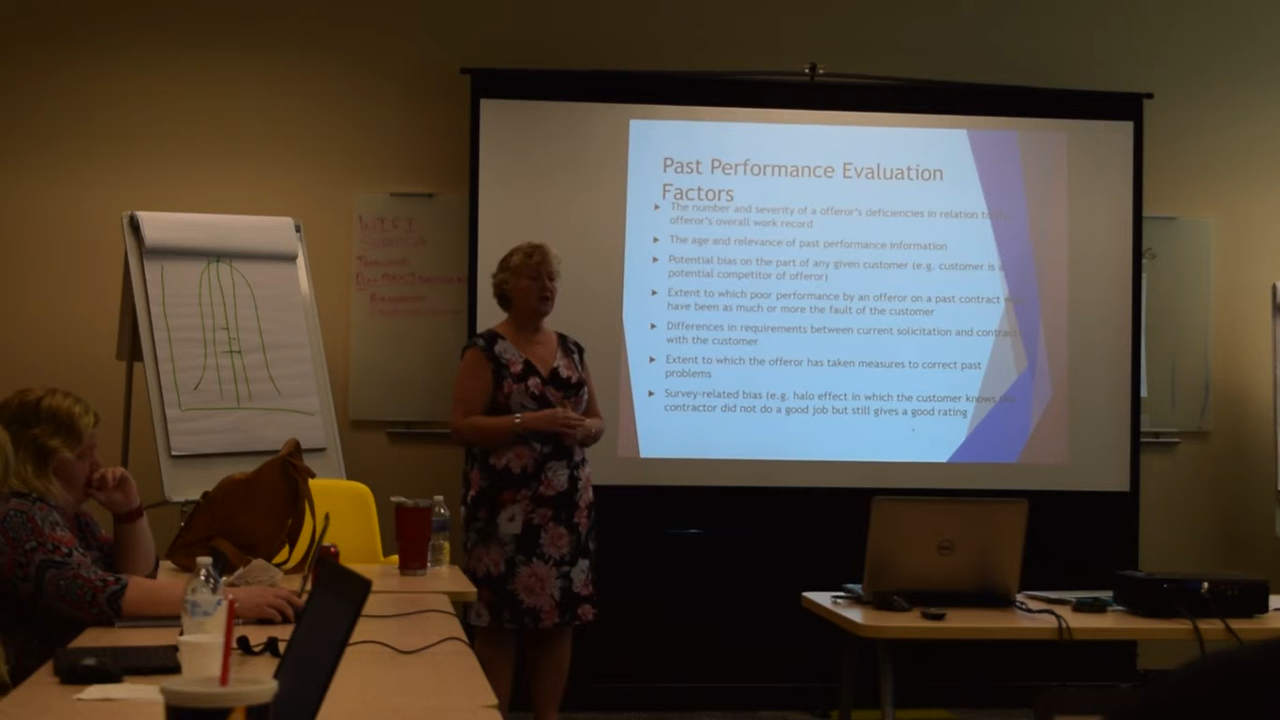 Past Performance Evaluation
Factors
The number and severity of a offeror's deficiencies in relation to
offeror's overall work record
The age and relevance of past performance information
Potential bias on the part of any given customer (e.g. customer is a
potential competitor of offeror)
Extent to which poor performance by an offeror on a past contract
have been as much or more the fault of the customer
Differences in requirements between current solicitation and contract
with the customer
Extent to which the offeror has taken measures to correct past
problems
Survey-related bias (e.g. halo effect in which the customer knows
contractor did not do a good job but still gives a good rating
DELL